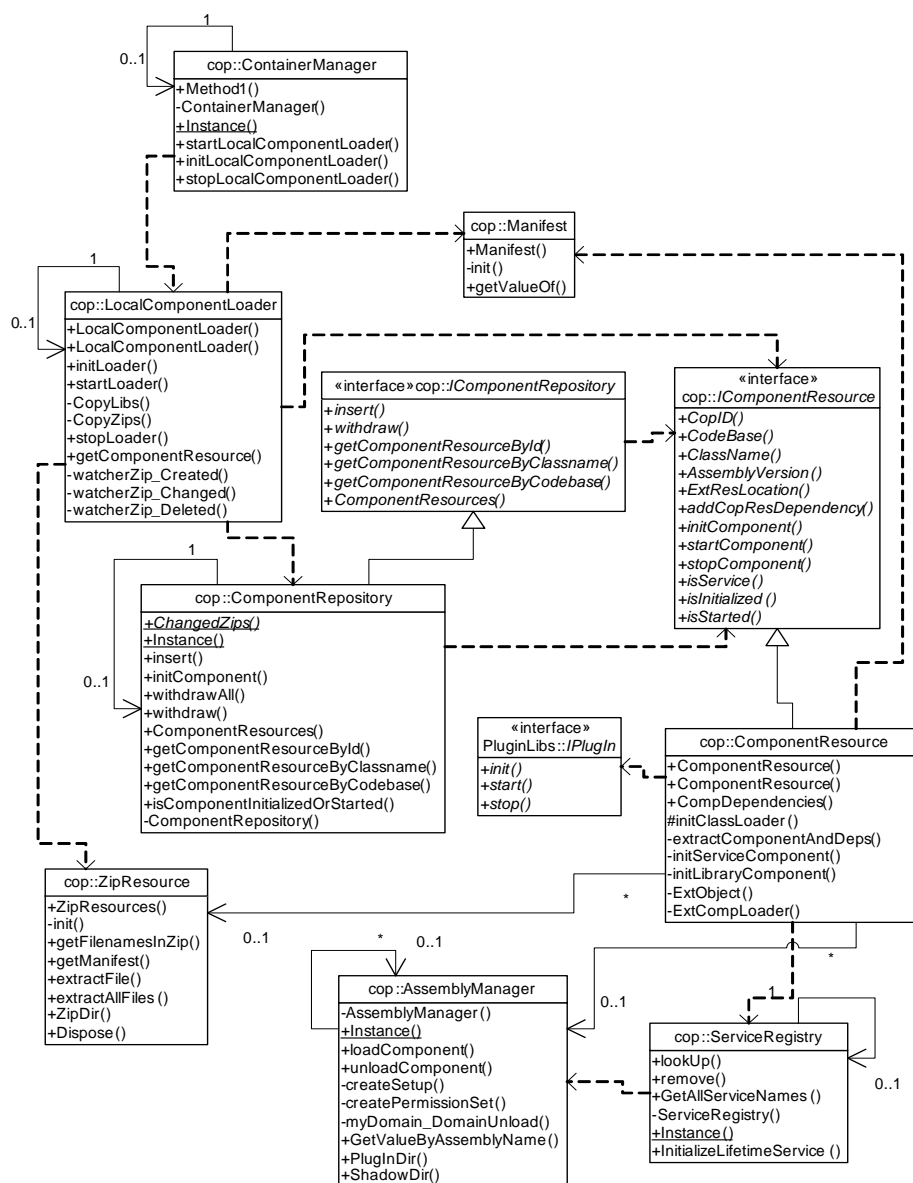 1
0..1
cop::ContainerManager
+Method1()
-ContainerManager()
+Instance()
+startLocalComponentLoader()
+initLocalComponentLoader()
+stopLocalComponentLoader()
cop::Manifest
+Manifest()
-init()
+getValueOf()
1
0..1
cop::LocalComponentLoader
+LocalComponentLoader()
+LocalComponentLoader()
+initLoader()
+startLoader()
-CopyLibs()
-CopyZips()
+stopLoader()
+getComponentResource()
-watcherZip_Created()
-watcherZip_Changed()
-watcherZip_Deleted()
«interface»cop::IComponentRepository
+insert()
+withdraw()
+getComponentResourceById()
+getComponentResourceByClassname()
+getComponentResourceByCodebase()
+ComponentResources()
«interface»
cop::IComponentResource
+CopID()
+CodeBase()
+ClassName()
+AssemblyVersion()
+ExtResLocation()
+addCopResDependency()
+initComponent()
+startComponent()
+stopComponent()
+isService()
+isInitialized ()
+isStarted()
1
0..1
cop::ComponentRepository
+ChangedZips()
+Instance()
+insert()
+initComponent()
+withdrawAll()
+withdraw()
+ComponentResources()
+getComponentResourceById()
+getComponentResourceByClassname()
+getComponentResourceByCodebase()
+isComponentInitializedOrStarted()
-ComponentRepository()
«interface»
PluginLibs::IPlugIn
+init()
+start()
+stop()
cop::ComponentResource
+ComponentResource()
+ComponentResource()
+CompDependencies()
#initClassLoader ()
-extractComponentAndDeps()
-initServiceComponent()
-initLibraryComponent()
-ExtObject()
-ExtCompLoader()
cop::ZipResource
+ZipResources()
-init()
+getFilenamesInZip()
+getManifest()
+extractFile()
+extractAllFiles ()
+ZipDir()
+Dispose()
*
0..1
*
0..1
*
0..1
cop::AssemblyManager
-AssemblyManager()
+Instance()
+loadComponent()
+unloadComponent()
-createSetup()
-createPermissionSet()
-myDomain_DomainUnload()
+GetValueByAssemblyName()
+PlugInDir()
+ShadowDir()
1
0..1
cop::ServiceRegistry
+lookUp()
+remove()
+GetAllServiceNames ()
-ServiceRegistry()
+Instance()
+InitializeLifetimeService ()